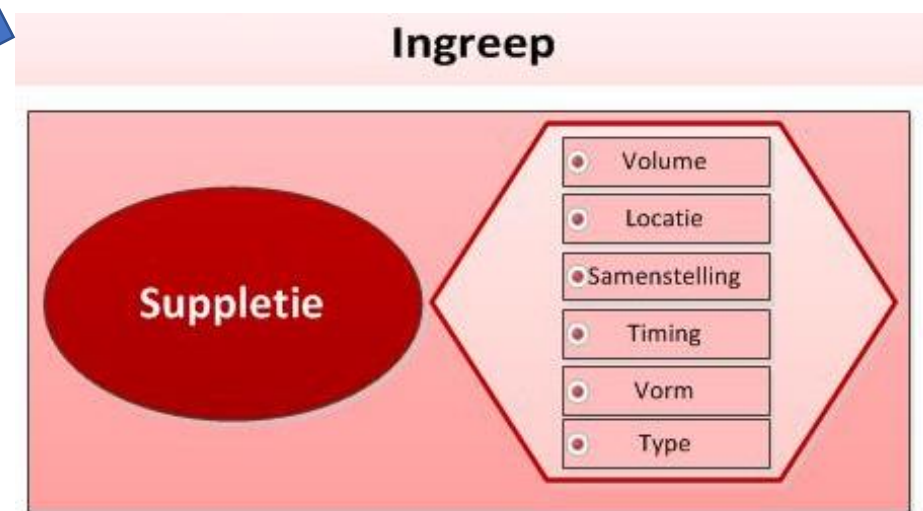 Ingreep
Suppletie
Volume
Locatie
Samenstelling
Timing
Vorm
Type